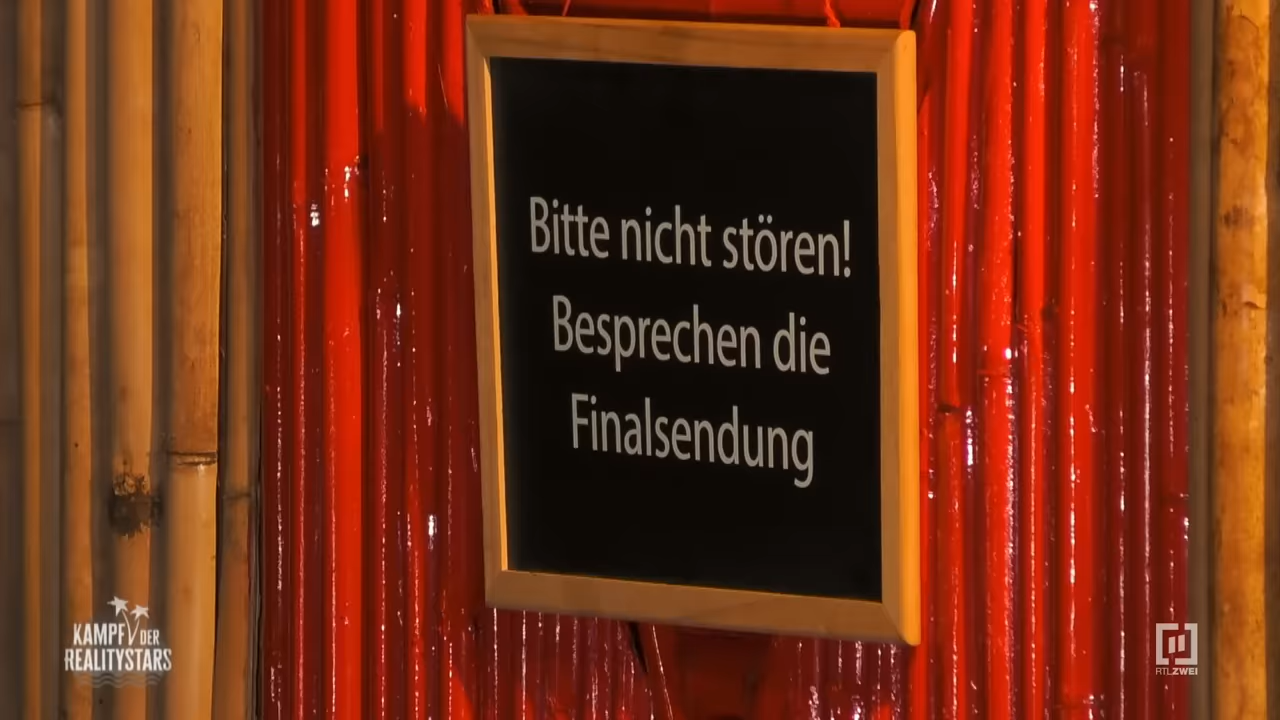 Bitte nicht stören!
Besprechen die
Finalsendung
KAMPF DER
REALITYSTARS
RTLZWEI